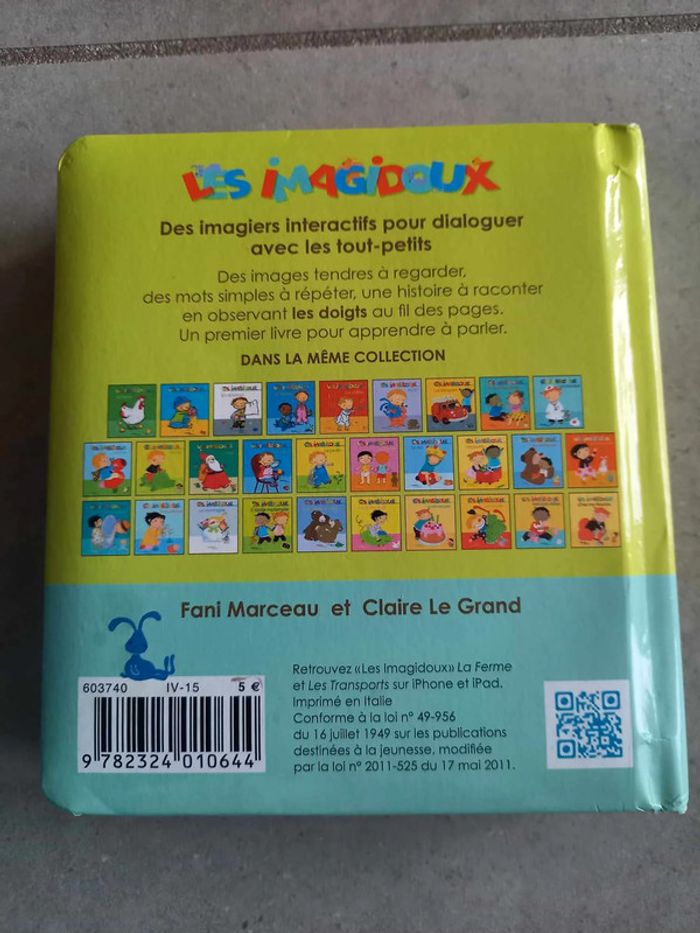 LES IMAGIDOUX
Des imagiers interactifs pour dialoguer
avec les tout-petits
Des images tendres à regarder,
des mots simples à répéter, une histoire à raconter
en observant les doigts au fil des pages.
Un premier livre pour apprendre à parler.
DANS LA MÊME COLLECTION
Fani Marceau et Claire Le Grand
603740 IV-15 5 €
9 782324 010644
Retrouvez «Les Imagidoux» La Ferme
et Les Transports sur iPhone et iPad.
Imprimé en Italie
Conforme à la loi n° 49-956
du 16 juillet 1949 sur les publications
destinées à la jeunesse, modifiée
par la loi n° 2011-525 du 17 mai 2011.